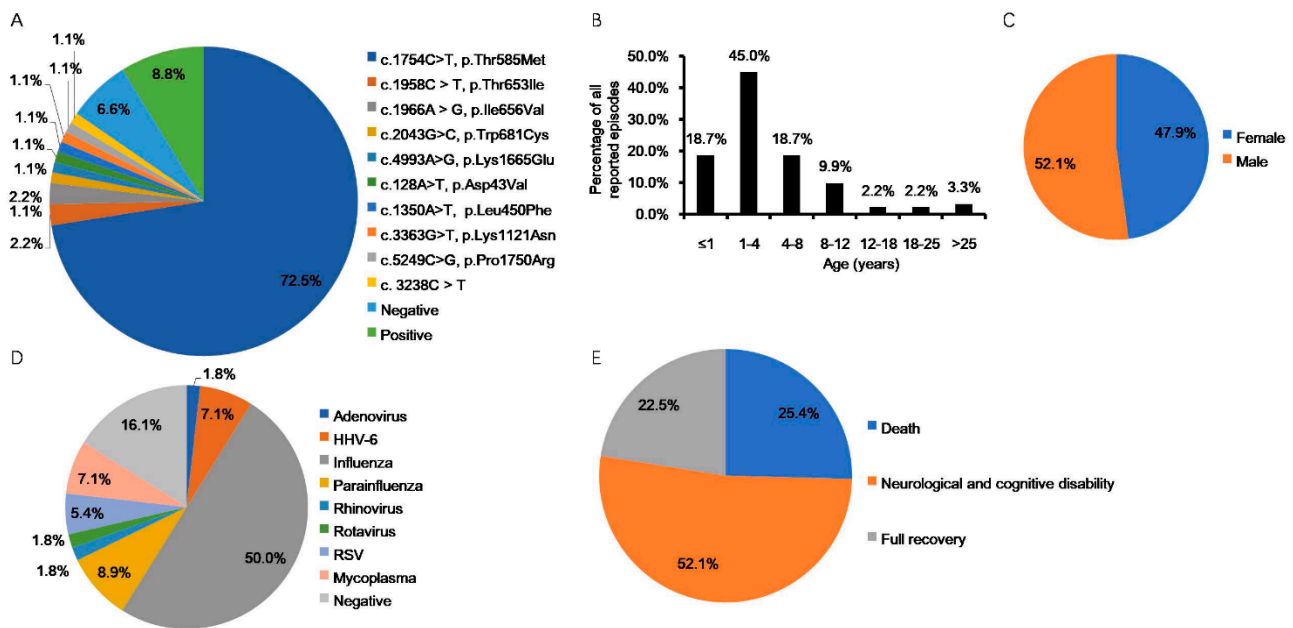 A
1.1%
1.1%
1.1%
1.1%
1.1%
1.1%
2.2%
1.1%
2.2%
6.6%
8.8%
72.5%
c.1754C>T, p.Thr585Met
c.1958C > T, p.Thr653Ile
c.1966A > G, p.Ile656Val
c.2043G>C, p.Trp681Cys
c.4993A>G, p.Lys1665Glu
c.128A>T, p.Asp43Val
c.1350A>T, p.Leu450Phe
c.3363G>T, p.Lys1121Asn
c.5249C>G, p.Pro1750Arg
c. 3238C > T
Negative
Positive
B
Percentage of all
reported episodes
50.0%
40.0%
30.0%
20.0%
10.0%
0.0%
18.7%
45.0%
18.7%
9.9%
2.2%
2.2%
3.3%
≤1 1-4 4-8 8-12 12-18 18-25 >25
Age (years)
C
47.9%
52.1%
Female
Male
D
1.8%
7.1%
16.1%
7.1%
5.4%
1.8%
1.8%
8.9%
50.0%
Adenovirus
HHV-6
Influenza
Parainfluenza
Rhinovirus
Rotavirus
RSV
Mycoplasma
Negative
E
22.5%
25.4%
52.1%
Death
Neurological and cognitive disability
Full recovery